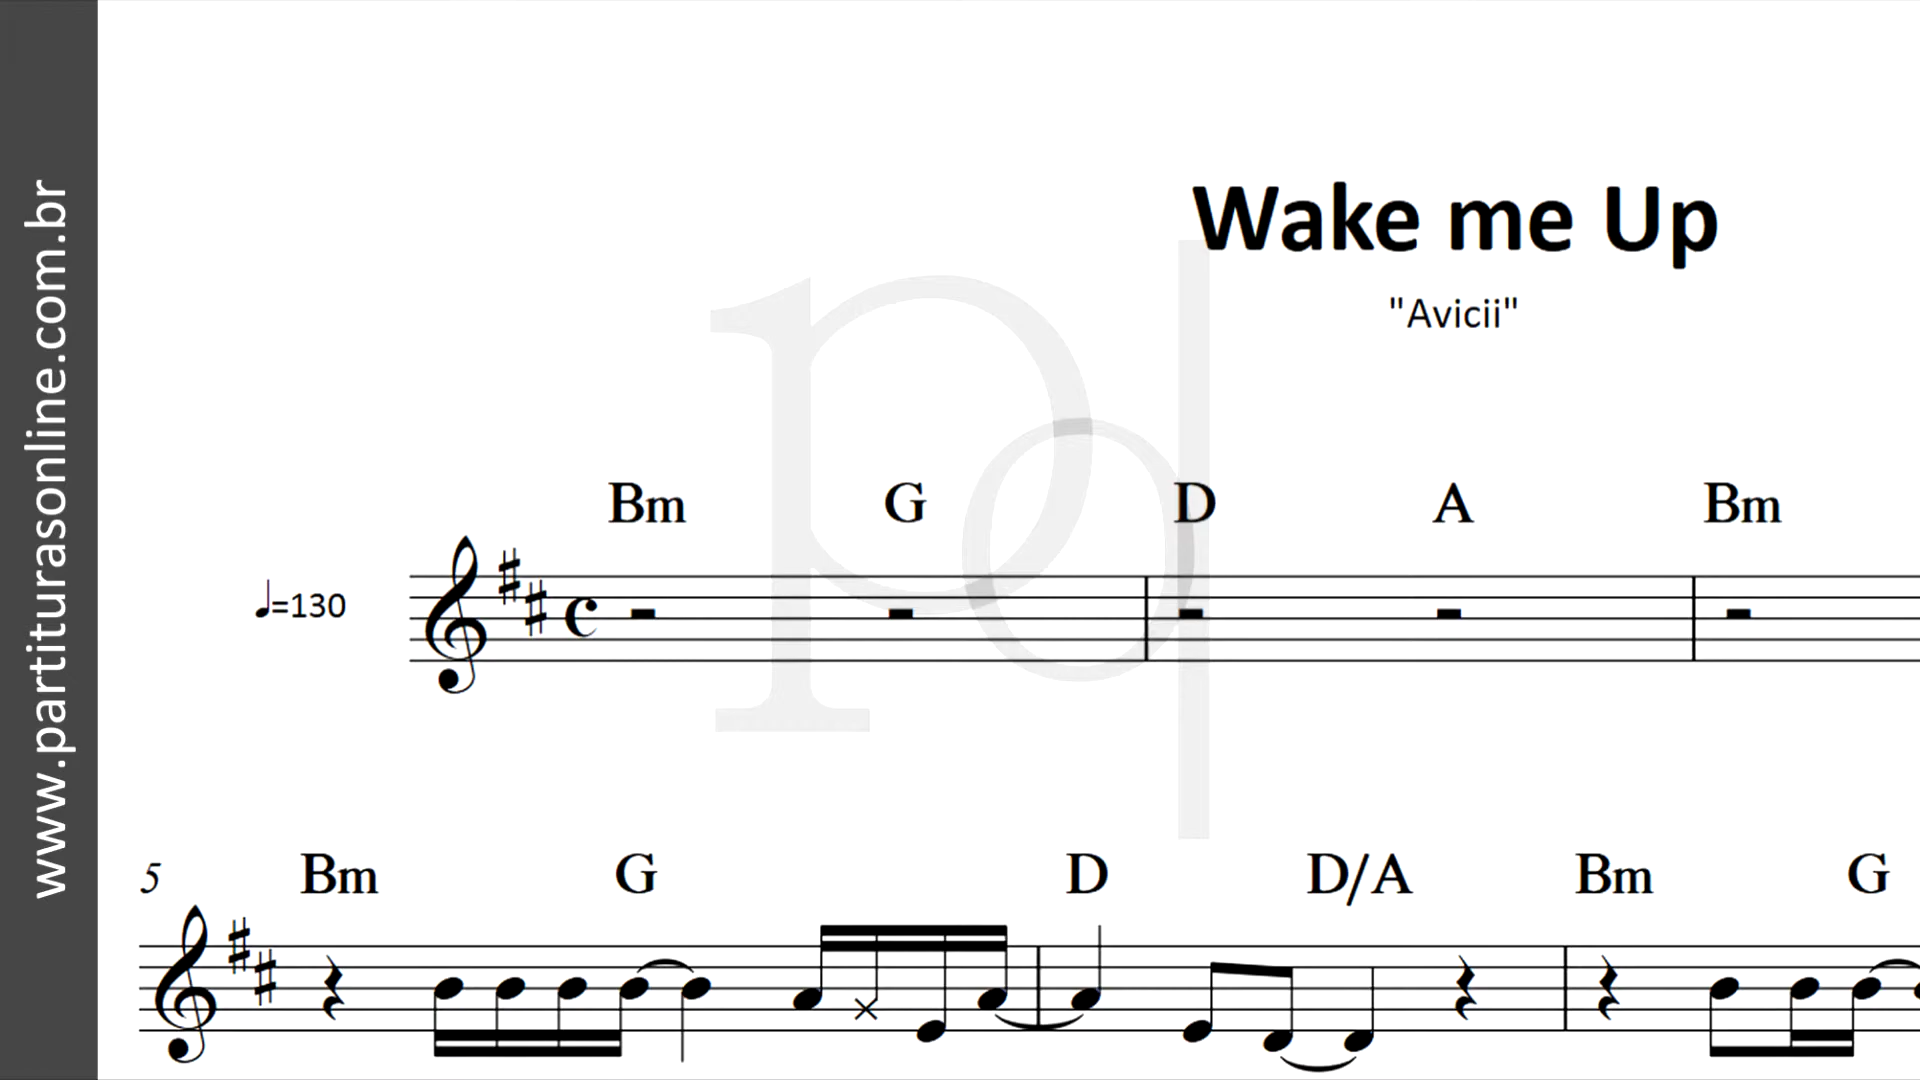 www.partiturasonline.com.br
Wake me Up
"Avicii"
Bm G D A Bm
♩=130
5 Bm G D D/A Bm G